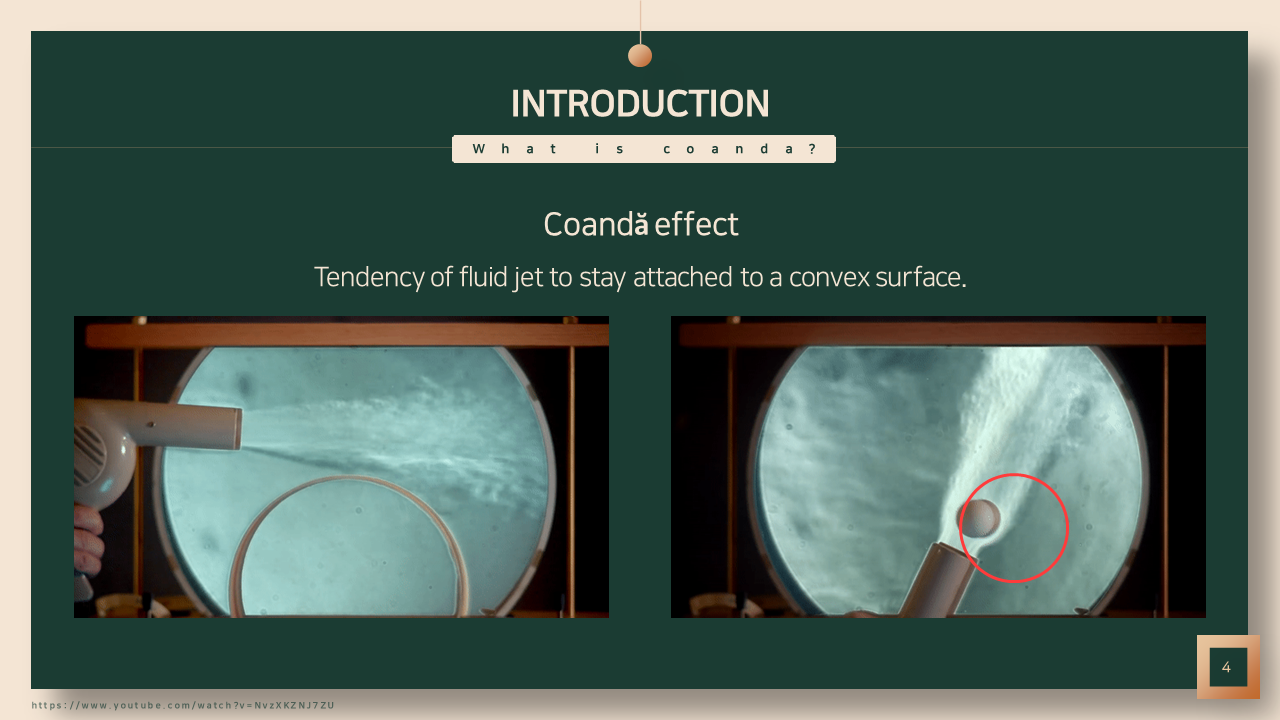 INTRODUCTION
What is coanda?
Coandă effect
Tendency of fluid jet to stay attached to a convex surface.
4
https://www.youtube.com/watch?v=NvzXKZNJ7ZU